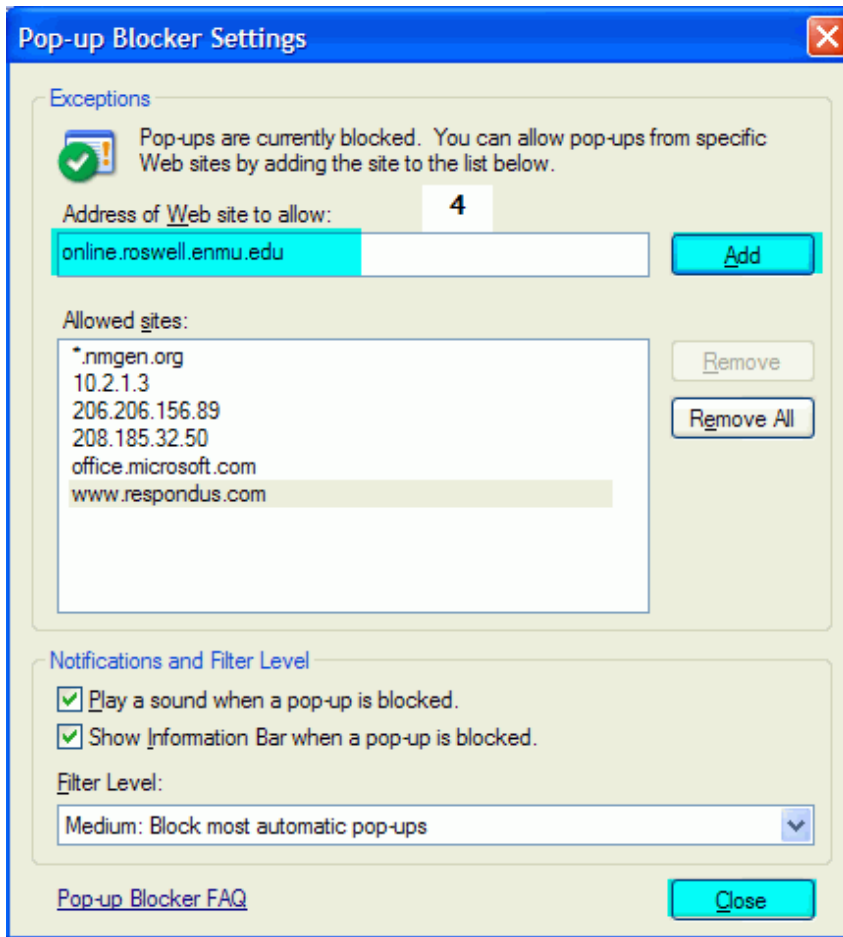 Pop-up Blocker Settings
Exceptions
Pop-ups are currently blocked. You can allow pop-ups from specific
Web sites by adding the site to the list below.
4
Address of Web site to allow:
online.roswell.enmu.edu
Add
Allowed sites:
*.nmgen.org
10.2.1.3
206.206.156.89
208.185.32.50
office.microsoft.com
www.respondus.com
Remove
Remove All
Notifications and Filter Level
Play a sound when a pop-up is blocked.
Show Information Bar when a pop-up is blocked.
Filter Level:
Medium: Block most automatic pop-ups
Pop-up Blocker FAQ
Close